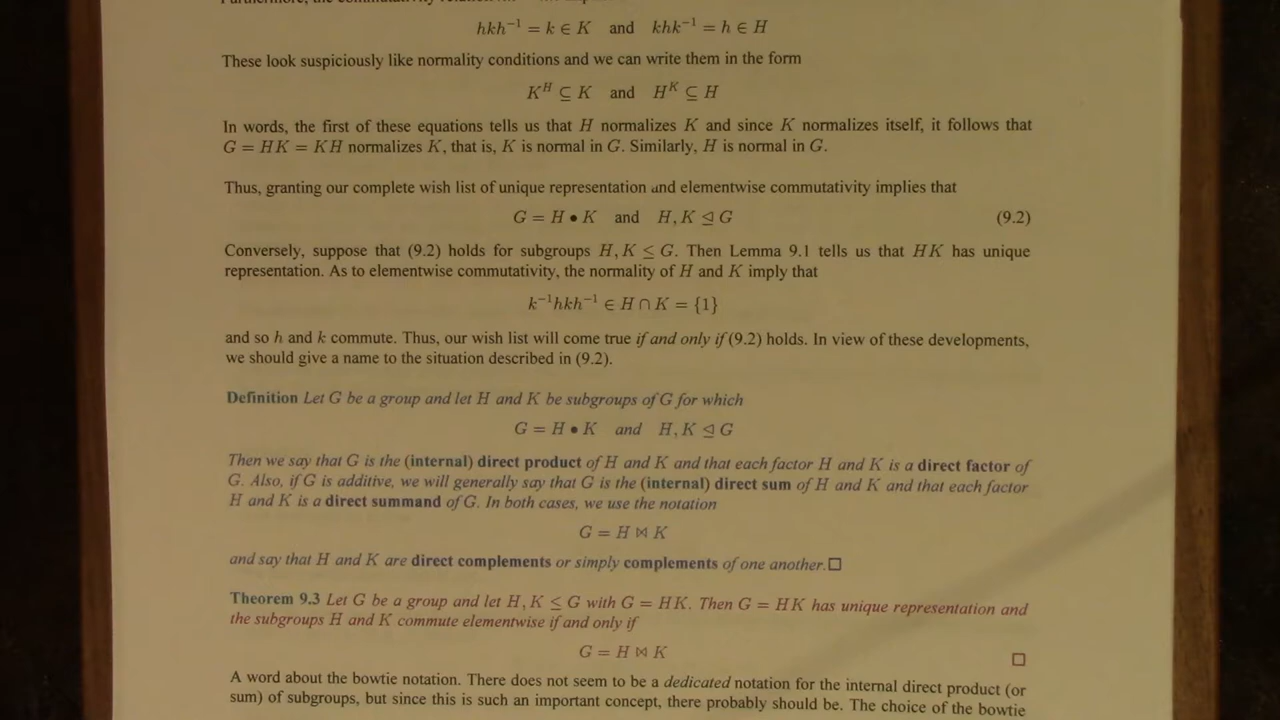 hkh⁻¹ = k ∈ K and khk⁻¹ = h ∈ H
These look suspiciously like normality conditions and we can write them in the form
Kᴴ ⊆ K and Hᴷ ⊆ H
In words, the first of these equations tells us that H normalizes K and since K normalizes itself, it follows that
G = HK = KH normalizes K, that is, K is normal in G. Similarly, H is normal in G.
Thus, granting our complete wish list of unique representation and elementwise commutativity implies that
G = H • K and H, K ⊴ G (9.2)
Conversely, suppose that (9.2) holds for subgroups H, K ≤ G. Then Lemma 9.1 tells us that HK has unique
representation. As to elementwise commutativity, the normality of H and K imply that
k⁻¹hkh⁻¹ ∈ H ∩ K = {1}
and so h and k commute. Thus, our wish list will come true if and only if (9.2) holds. In view of these developments,
we should give a name to the situation described in (9.2).
Definition Let G be a group and let H and K be subgroups of G for which
G = H • K and H, K ⊴ G
Then we say that G is the (internal) direct product of H and K and that each factor H and K is a direct factor of
G. Also, if G is additive, we will generally say that G is the (internal) direct sum of H and K and that each factor
H and K is a direct summand of G. In both cases, we use the notation
G = H ⋈ K
and say that H and K are direct complements or simply complements of one another. □
Theorem 9.3 Let G be a group and let H, K ≤ G with G = HK. Then G = HK has unique representation and
the subgroups H and K commute elementwise if and only if
G = H ⋈ K □
A word about the bowtie notation. There does not seem to be a dedicated notation for the internal direct product (or
sum) of subgroups, but since this is such an important concept, there probably should be. The choice of the bowtie